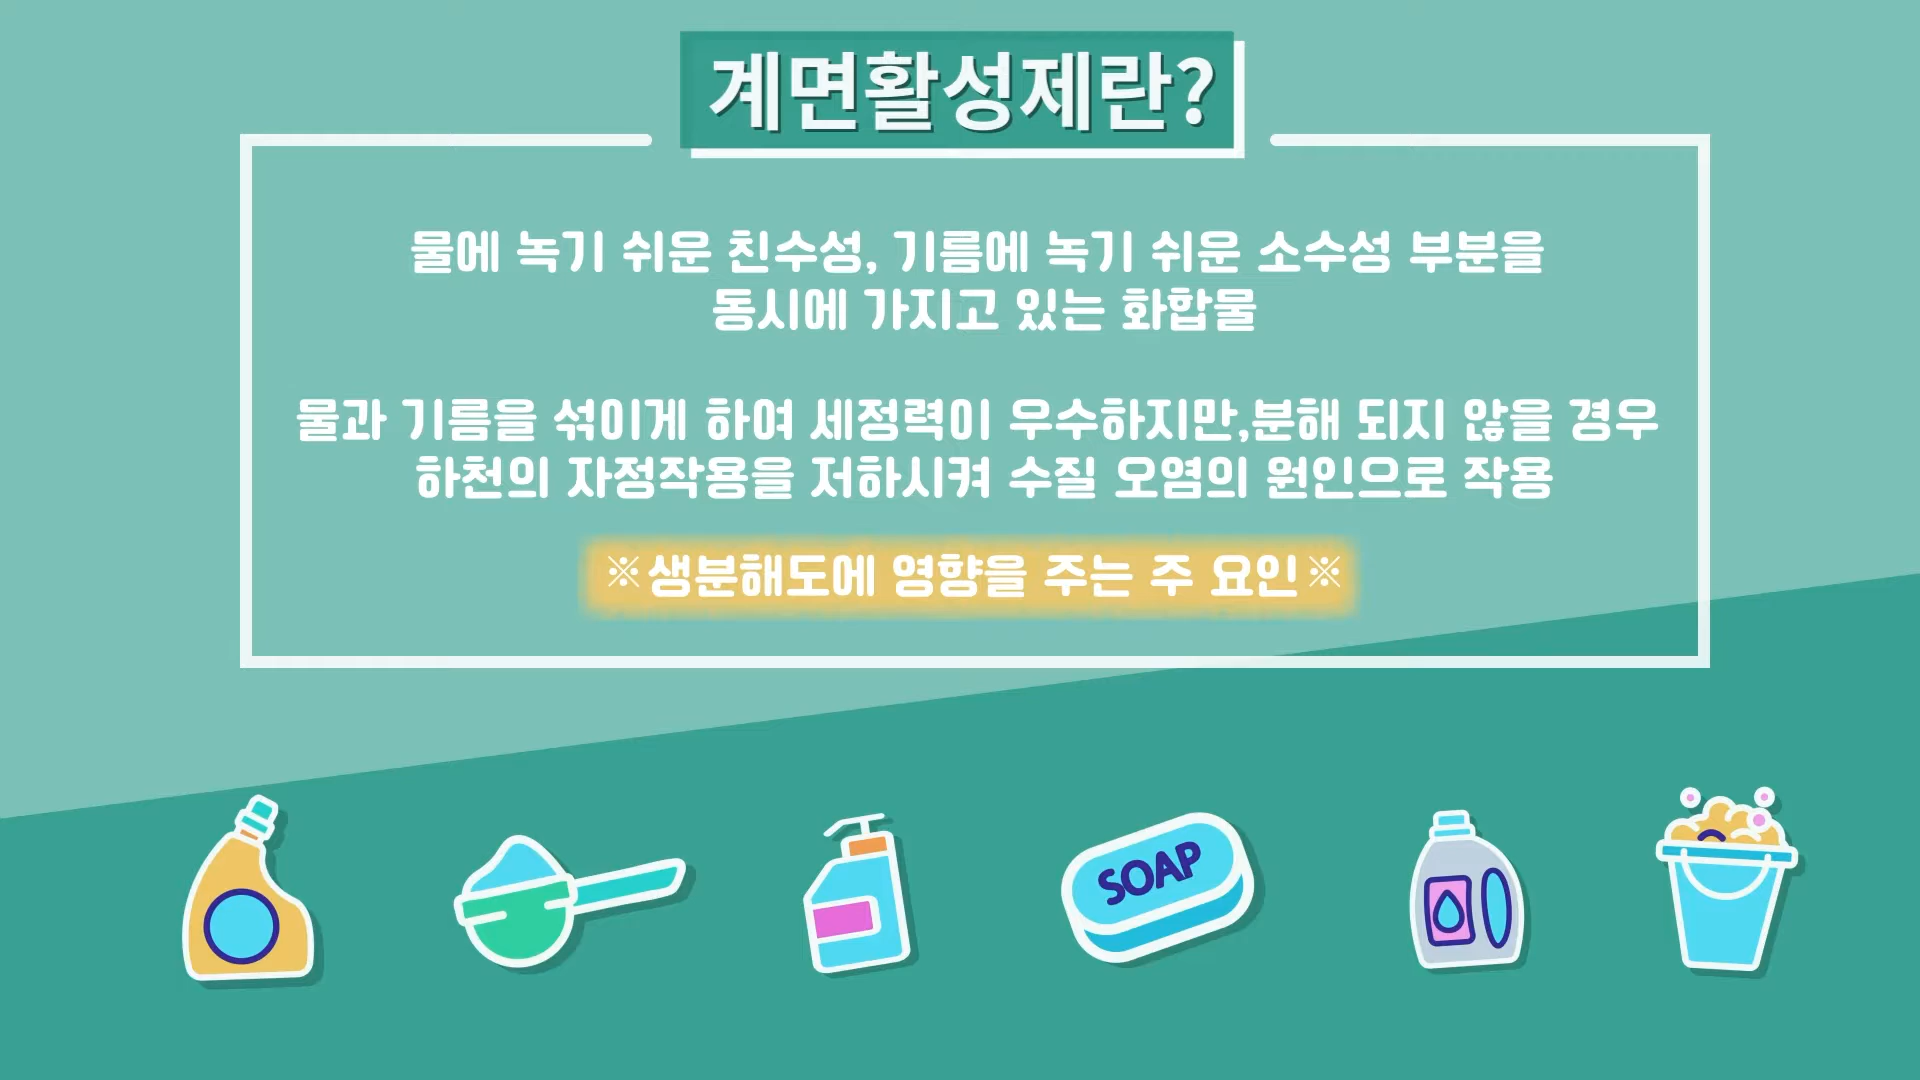 계면활성제란?
물에 녹기 쉬운 친수성, 기름에 녹기 쉬운 소수성 부분을
동시에 가지고 있는 화합물
물과 기름을 섞이게 하여 세정력이 우수하지만,분해 되지 않을 경우
하천의 자정작용을 저하시켜 수질 오염의 원인으로 작용
※생분해도에 영향을 주는 주 요인※
SOAP